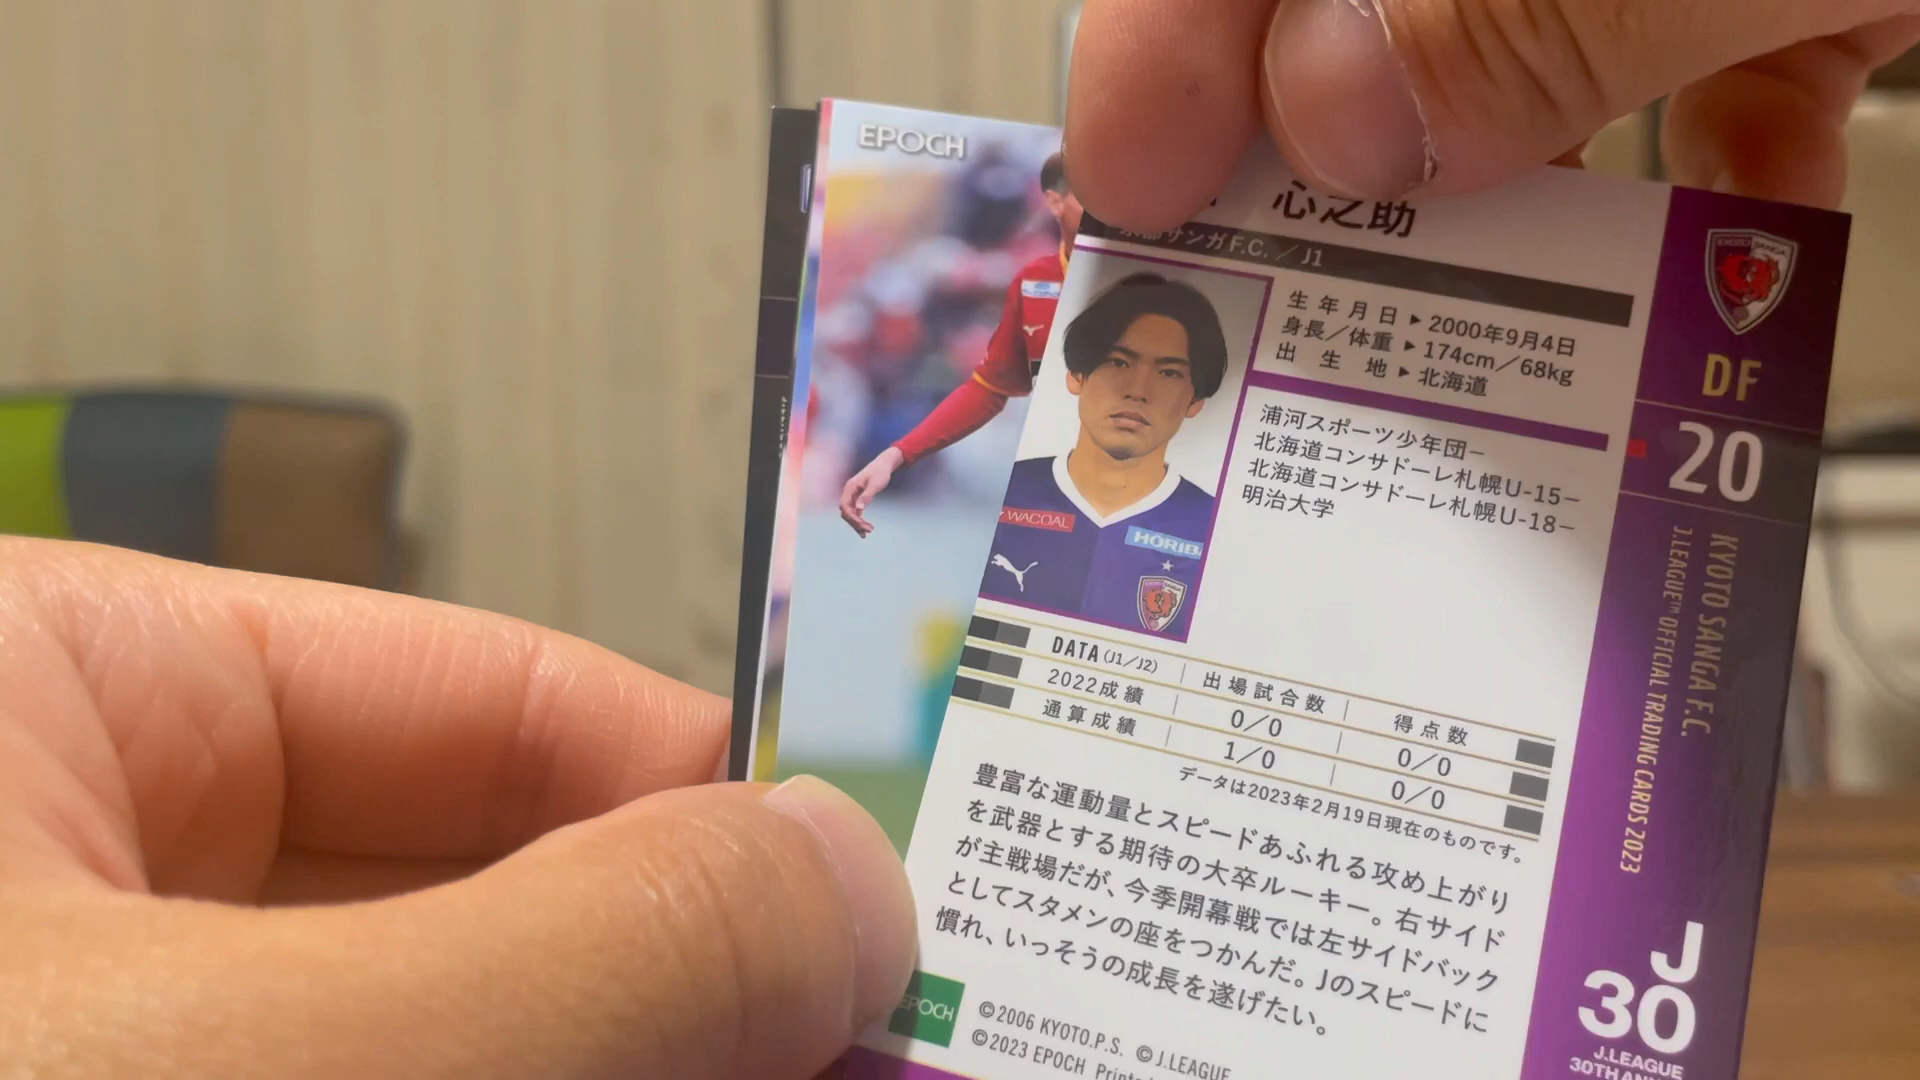 EPOCH
心之助
京都サンガF.C.／J1
生年月日▶2000年9月4日
身長／体重▶174cm／68kg
出生地▶北海道
浦河スポーツ少年団−
北海道コンサドーレ札幌U-15−
北海道コンサドーレ札幌U-18−
明治大学
WACOAL
HORIB
KYOTO SANGA
DF
20
KYOTO SANGA F.C.
J.LEAGUE™ OFFICIAL TRADING CARDS 2023
DATA(J1／J2) 出場試合数 得点数
2022成績 0／0 0／0
通算成績 1／0 0／0
データは2023年2月19日現在のものです。
豊富な運動量とスピードあふれる攻め上がり
を武器とする期待の大卒ルーキー。右サイド
が主戦場だが、今季開幕戦では左サイドバック
としてスタメンの座をつかんだ。Jのスピードに
慣れ、いっそうの成長を遂げたい。
EPOCH
©2006 KYOTO.P.S. ©J.LEAGUE
©2023 EPOCH Printed
J
30
J.LEAGUE
30TH